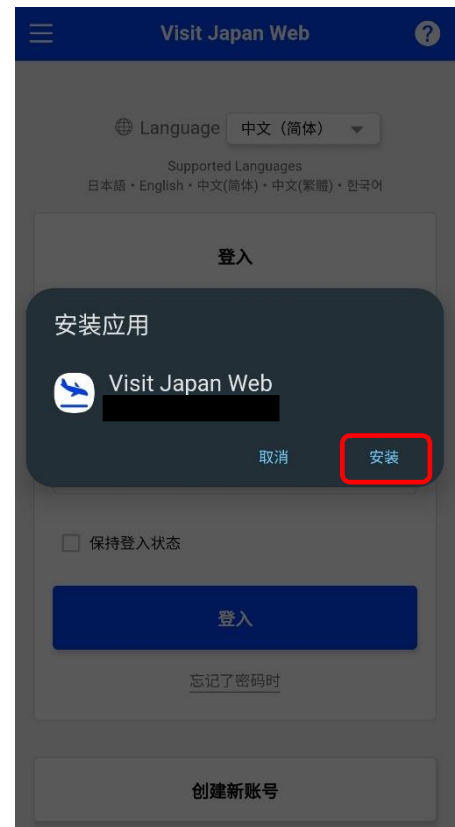 Visit Japan Web
?
Language 中文（简体）
Supported Languages
日本語・English・中文(简体)・中文(繁體)・한국어
登入
安装应用
Visit Japan Web
取消 安装
保持登入状态
登入
忘记了密码时
创建新账号